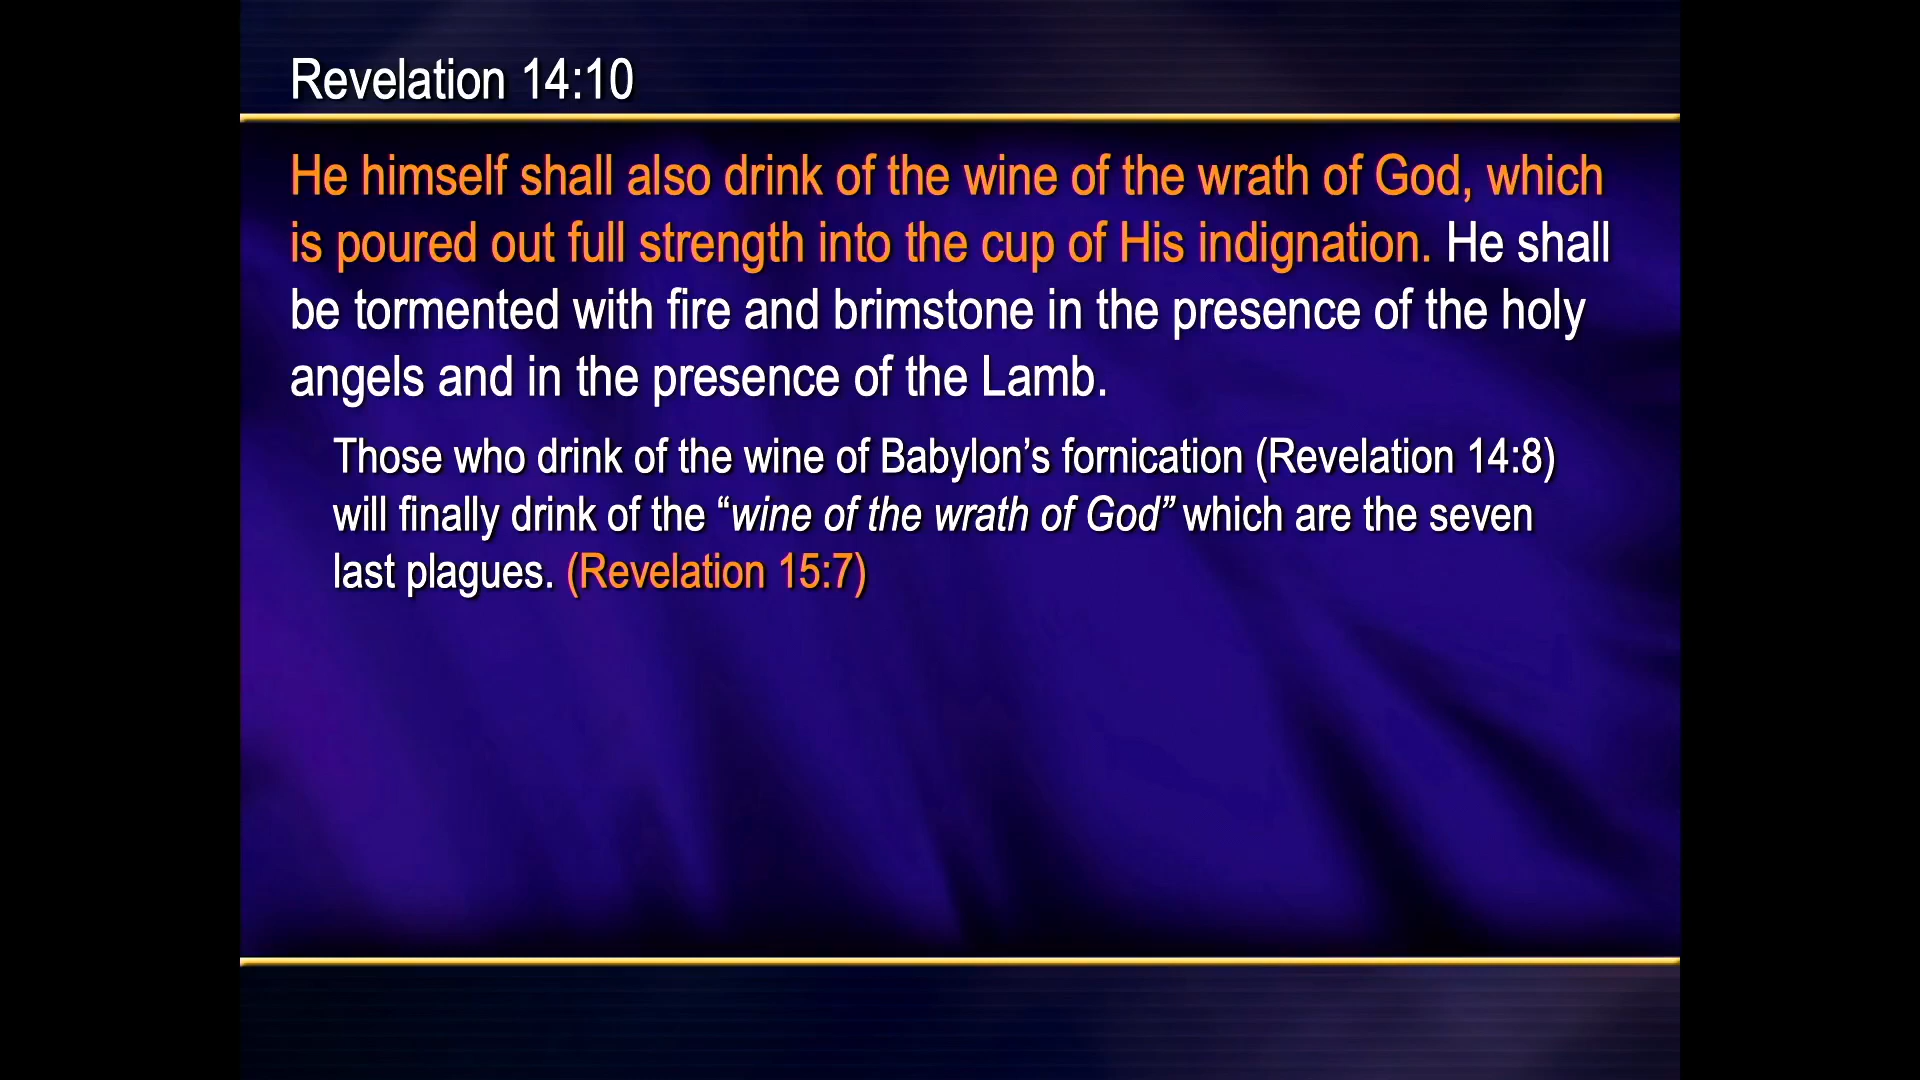 Revelation 14:10
He himself shall also drink of the wine of the wrath of God, which
is poured out full strength into the cup of His indignation. He shall
be tormented with fire and brimstone in the presence of the holy
angels and in the presence of the Lamb.
Those who drink of the wine of Babylon’s fornication (Revelation 14:8)
will finally drink of the “wine of the wrath of God” which are the seven
last plagues. (Revelation 15:7)